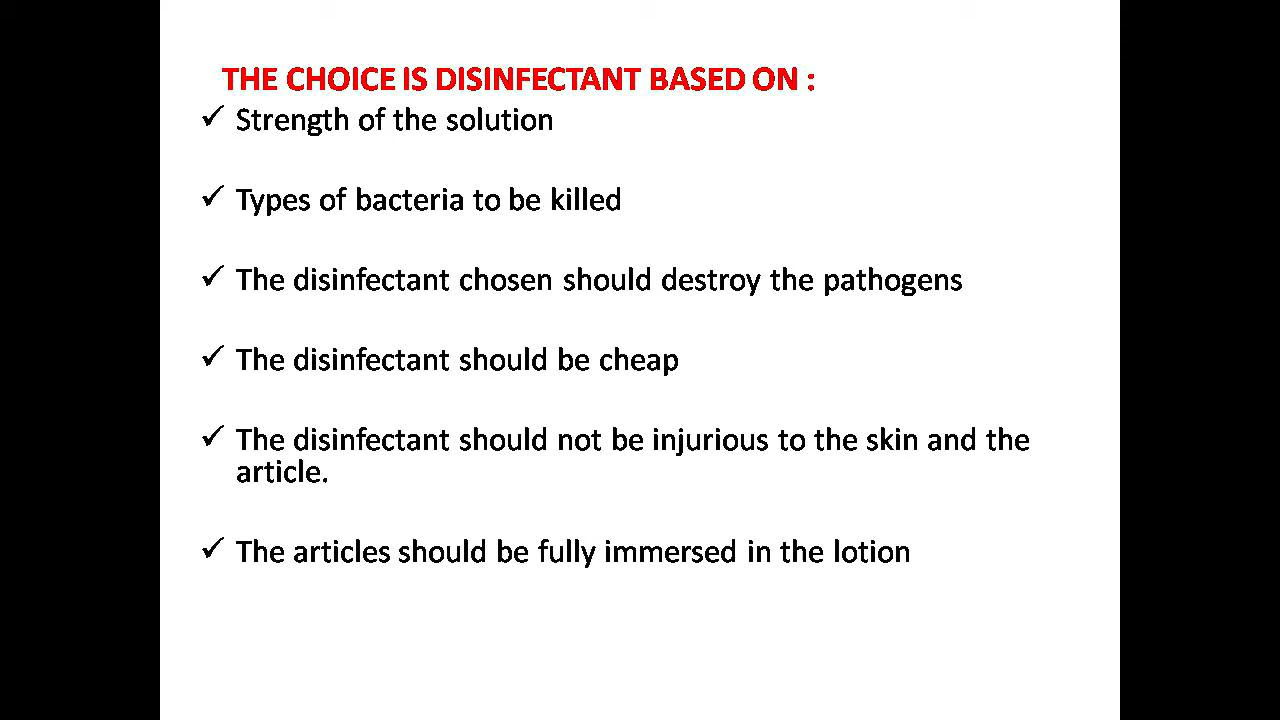 THE CHOICE IS DISINFECTANT BASED ON :
✓ Strength of the solution
✓ Types of bacteria to be killed
✓ The disinfectant chosen should destroy the pathogens
✓ The disinfectant should be cheap
✓ The disinfectant should not be injurious to the skin and the
article.
✓ The articles should be fully immersed in the lotion